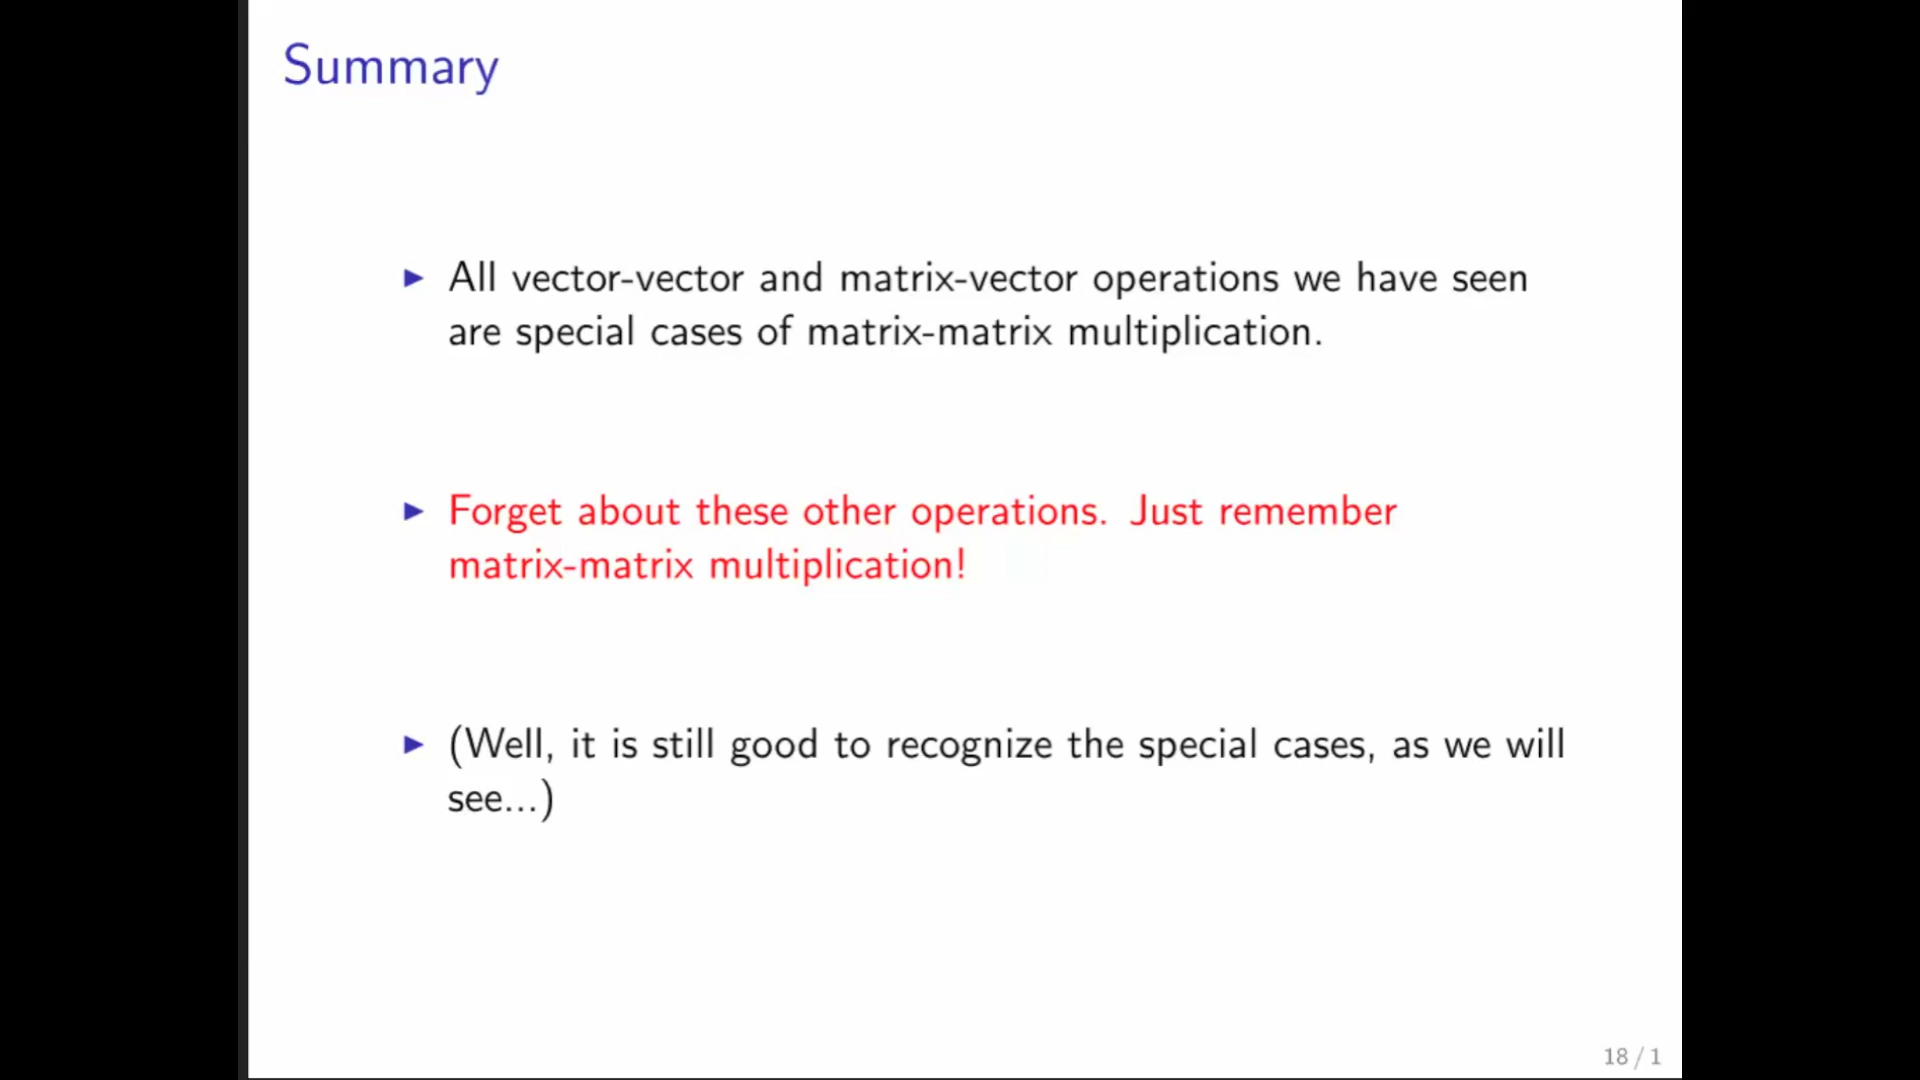 Summary
▶ All vector-vector and matrix-vector operations we have seen
are special cases of matrix-matrix multiplication.
▶ Forget about these other operations. Just remember
matrix-matrix multiplication!
▶ (Well, it is still good to recognize the special cases, as we will
see...)
18 / 1